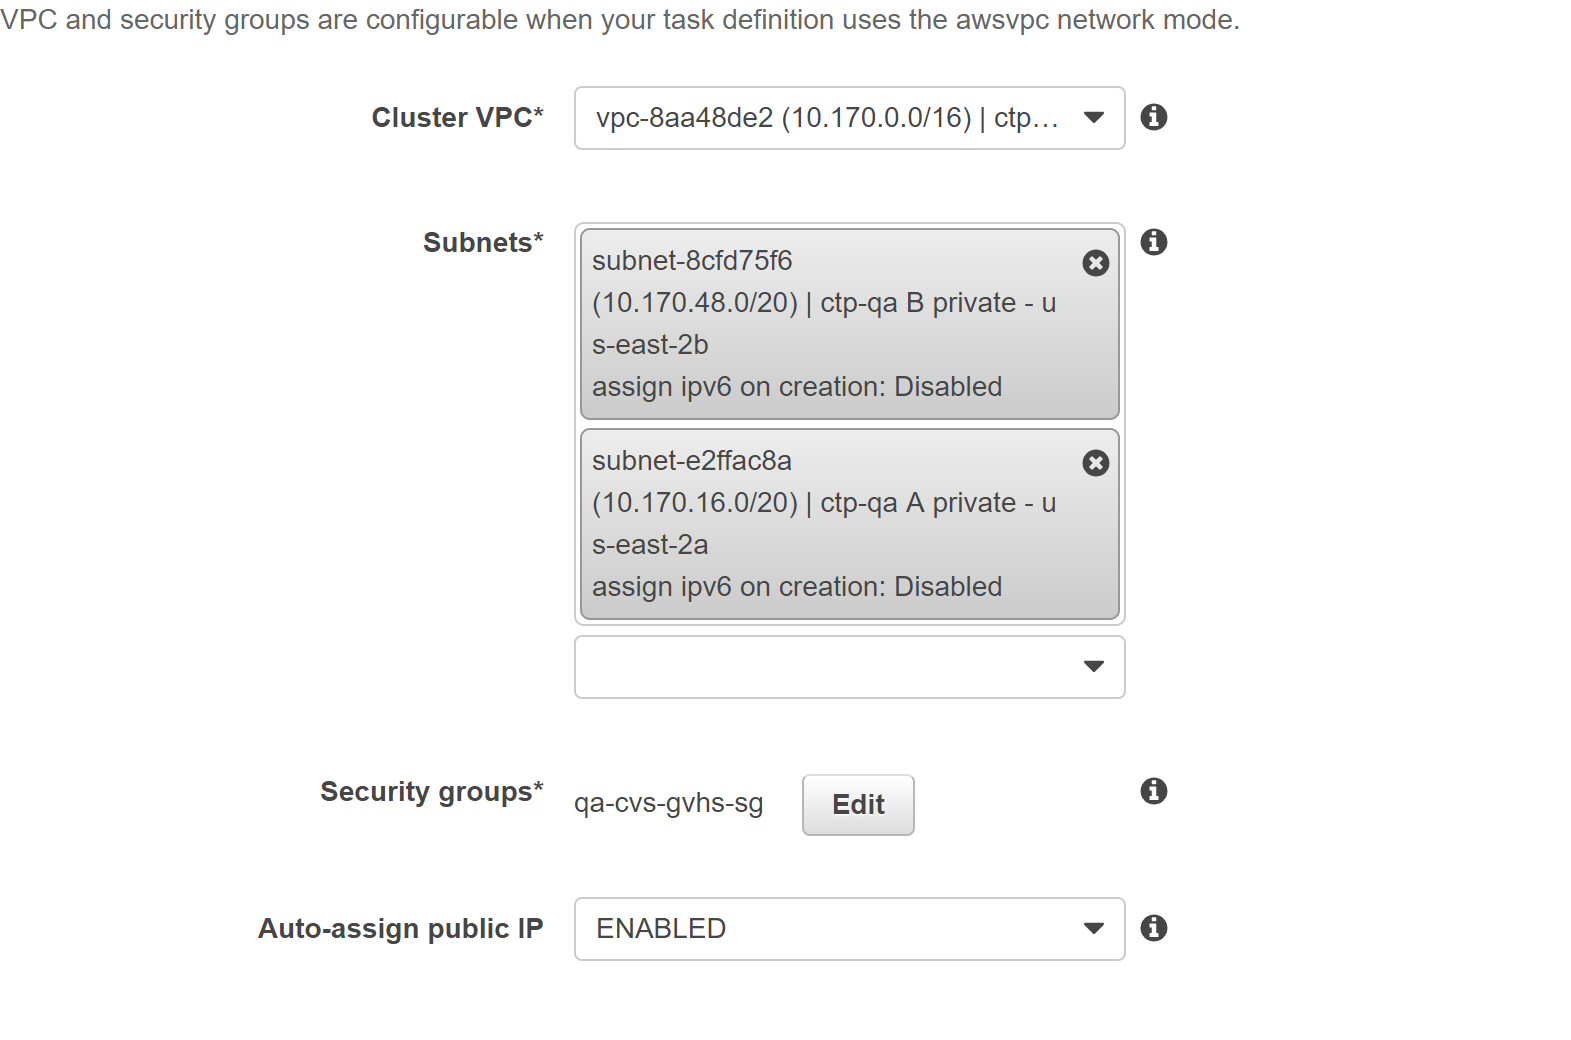 VPC and security groups are configurable when your task definition uses the awsvpc network mode.
Cluster VPC*
vpc-8aa48de2 (10.170.0.0/16) | ctp...
Subnets*
subnet-8cfd75f6
(10.170.48.0/20) | ctp-qa B private - u
s-east-2b
assign ipv6 on creation: Disabled
subnet-e2ffac8a
(10.170.16.0/20) | ctp-qa A private - u
s-east-2a
assign ipv6 on creation: Disabled
Security groups*
qa-cvs-gvhs-sg
Edit
Auto-assign public IP
ENABLED